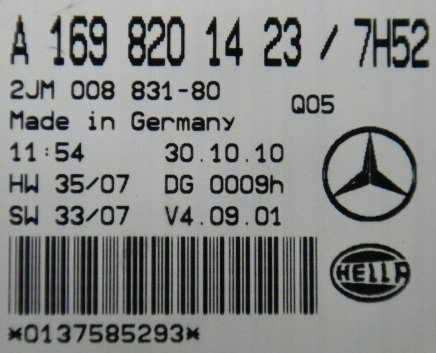 A 169 820 14 23 / 7H52
2JM 008 831-80
Q05
Made in Germany
11:54 30.10.10
HW 35/07 DG 0009h
SW 33/07 V4.09.01
HELLA
*0137585293*